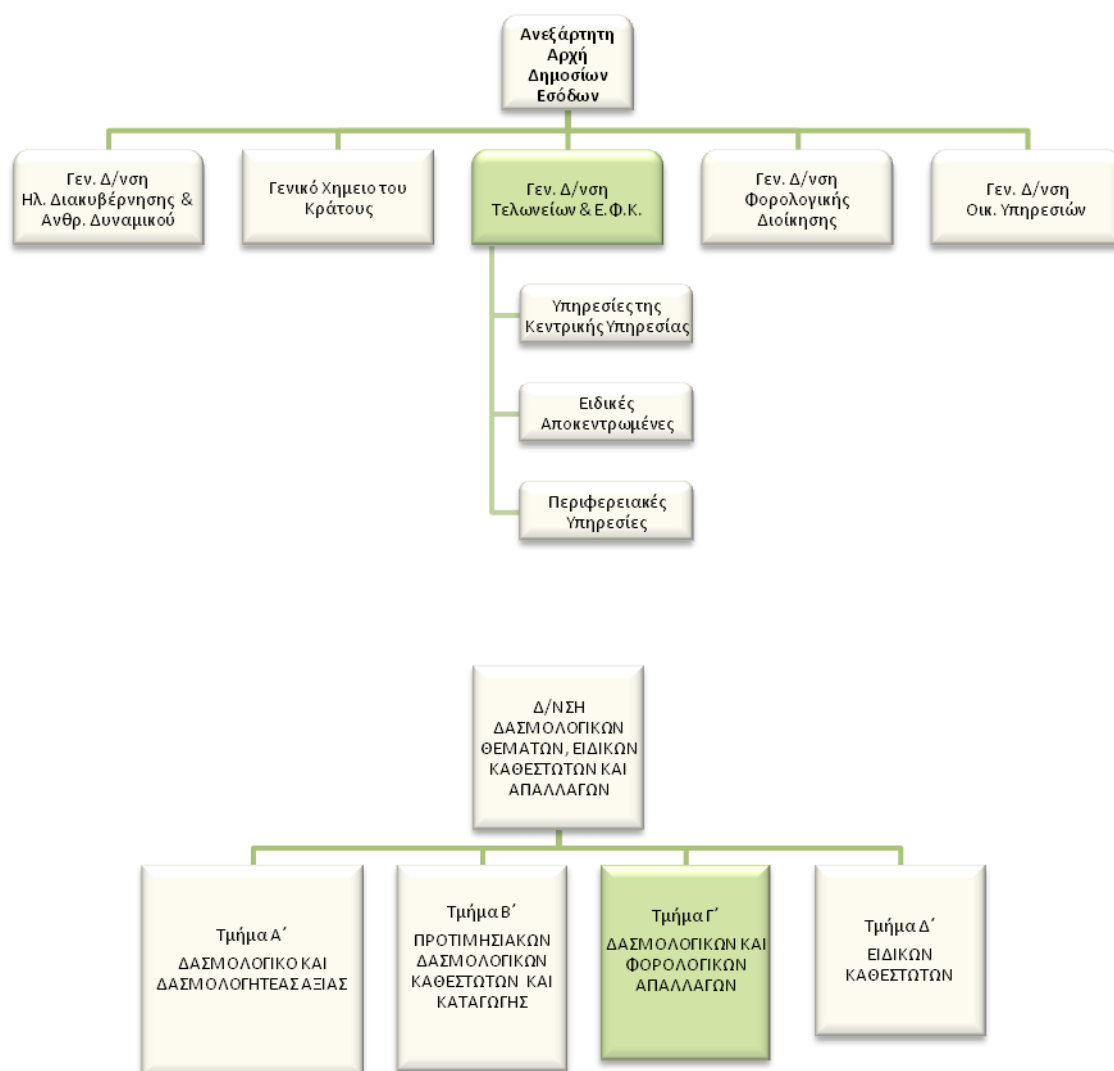 Ανεξάρτητη
Αρχή
Δημοσίων
Εσόδων
Γεν. Δ/νση
Ηλ. Διακυβέρνησης &
Ανθρ. Δυναμικού
Γενικό Χημειο του
Κράτους
Γεν. Δ/νση
Τελωνείων & Ε.Φ.Κ.
Γεν. Δ/νση
Φορολογικής
Διοίκησης
Γεν. Δ/νση
Οικ. Υπηρεσιών
Υπηρεσίες της
Κεντρικής Υπηρεσίας
Ειδικές
Αποκεντρωμένες
Περιφερειακές
Υπηρεσίες
Δ/ΝΣΗ
ΔΑΣΜΟΛΟΓΙΚΩΝ
ΘΕΜΑΤΩΝ, ΕΙΔΙΚΩΝ
ΚΑΘΕΣΤΩΤΩΝ ΚΑΙ
ΑΠΑΛΛΑΓΩΝ
Τμήμα Α΄
ΔΑΣΜΟΛΟΓΙΚΟ ΚΑΙ
ΔΑΣΜΟΛΟΓΗΤΕΑΣ ΑΞΙΑΣ
Τμήμα Β΄
ΠΡΟΤΙΜΗΣΙΑΚΩΝ
ΔΑΣΜΟΛΟΓΙΚΩΝ
ΚΑΘΕΣΤΩΤΩΝ ΚΑΙ
ΚΑΤΑΓΩΓΗΣ
Τμήμα Γ΄
ΔΑΣΜΟΛΟΓΙΚΩΝ ΚΑΙ
ΦΟΡΟΛΟΓΙΚΩΝ
ΑΠΑΛΛΑΓΩΝ
Τμήμα Δ΄
ΕΙΔΙΚΩΝ
ΚΑΘΕΣΤΩΤΩΝ